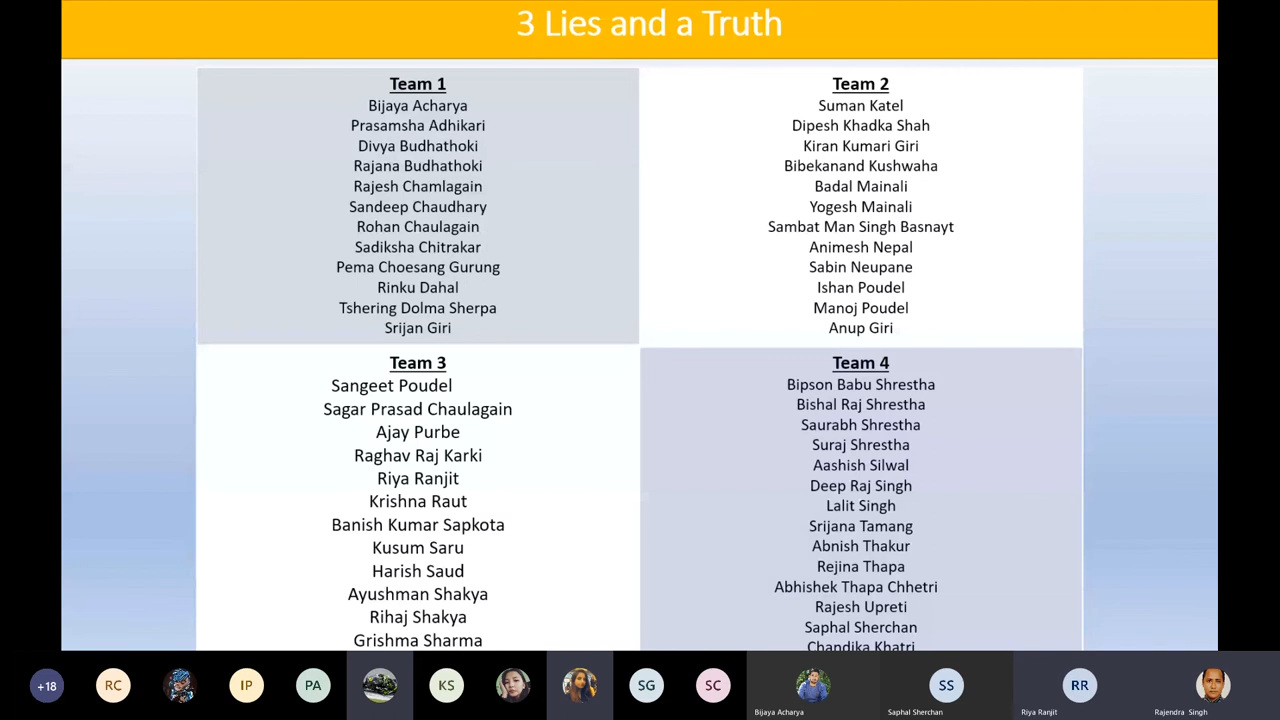 3 Lies and a Truth
Team 1
Bijaya Acharya
Prasamsha Adhikari
Divya Budhathoki
Rajana Budhathoki
Rajesh Chamlagain
Sandeep Chaudhary
Rohan Chaulagain
Sadiksha Chitrakar
Pema Choesang Gurung
Rinku Dahal
Tshering Dolma Sherpa
Srijan Giri
Team 2
Suman Katel
Dipesh Khadka Shah
Kiran Kumari Giri
Bibekanand Kushwaha
Badal Mainali
Yogesh Mainali
Sambat Man Singh Basnayt
Animesh Nepal
Sabin Neupane
Ishan Poudel
Manoj Poudel
Anup Giri
Team 3
Sangeet Poudel
Sagar Prasad Chaulagain
Ajay Purbe
Raghav Raj Karki
Riya Ranjit
Krishna Raut
Banish Kumar Sapkota
Kusum Saru
Harish Saud
Ayushman Shakya
Rihaj Shakya
Grishma Sharma
Team 4
Bipson Babu Shrestha
Bishal Raj Shrestha
Saurabh Shrestha
Suraj Shrestha
Aashish Silwal
Deep Raj Singh
Lalit Singh
Srijana Tamang
Abnish Thakur
Rejina Thapa
Abhishek Thapa Chhetri
Rajesh Upreti
Saphal Sherchan
Chandika Khatri
+18 RC IP PA KS SG SC SS RR
Bijaya Acharya Saphal Sherchan Riya Ranjit Rajendra Singh